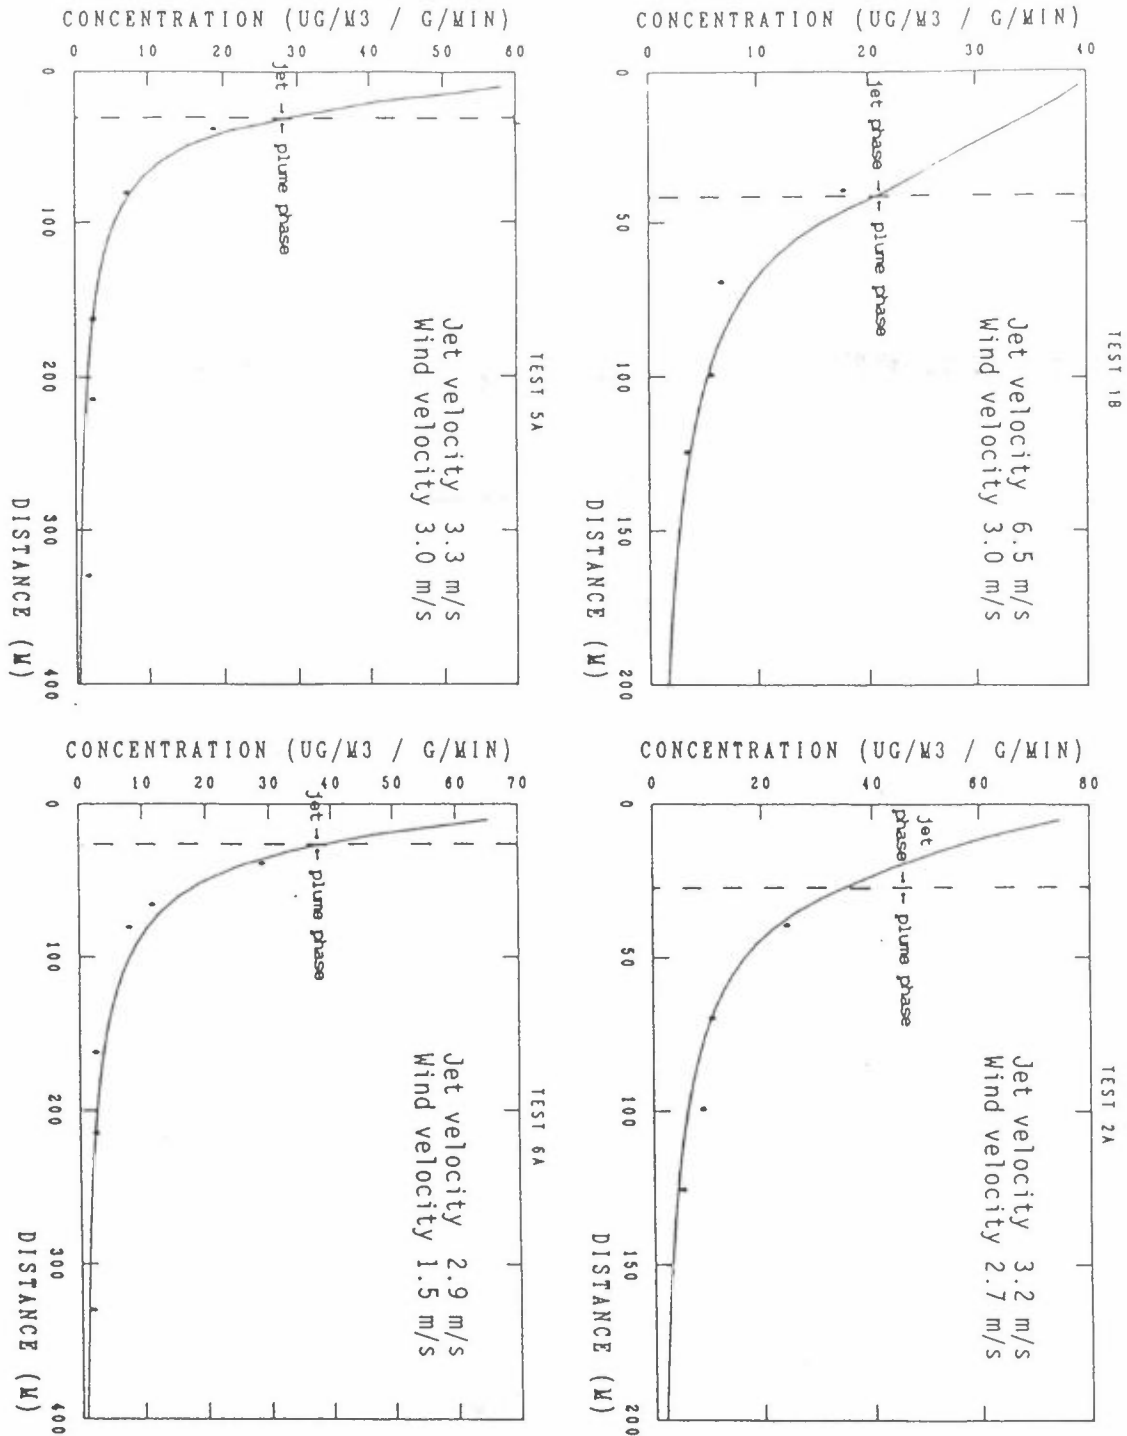 TEST 1B
CONCENTRATION (UG/M3 / G/MIN)
40
30
20
10
0
Jet velocity 6.5 m/s
Wind velocity 3.0 m/s
jet phase → ← plume phase
0 50 100 150 200
DISTANCE (M)
TEST 2A
CONCENTRATION (UG/M3 / G/MIN)
80
60
40
20
0
Jet velocity 3.2 m/s
Wind velocity 2.7 m/s
jet
phase → ← plume phase
0 50 100 150 200
DISTANCE (M)
TEST 5A
CONCENTRATION (UG/M3 / G/MIN)
60
50
40
30
20
10
0
Jet velocity 3.3 m/s
Wind velocity 3.0 m/s
jet → ← plume phase
0 100 200 300 400
DISTANCE (M)
TEST 6A
CONCENTRATION (UG/M3 / G/MIN)
70
60
50
40
30
20
10
0
Jet velocity 2.9 m/s
Wind velocity 1.5 m/s
jet → ← plume phase
0 100 200 300 400
DISTANCE (M)